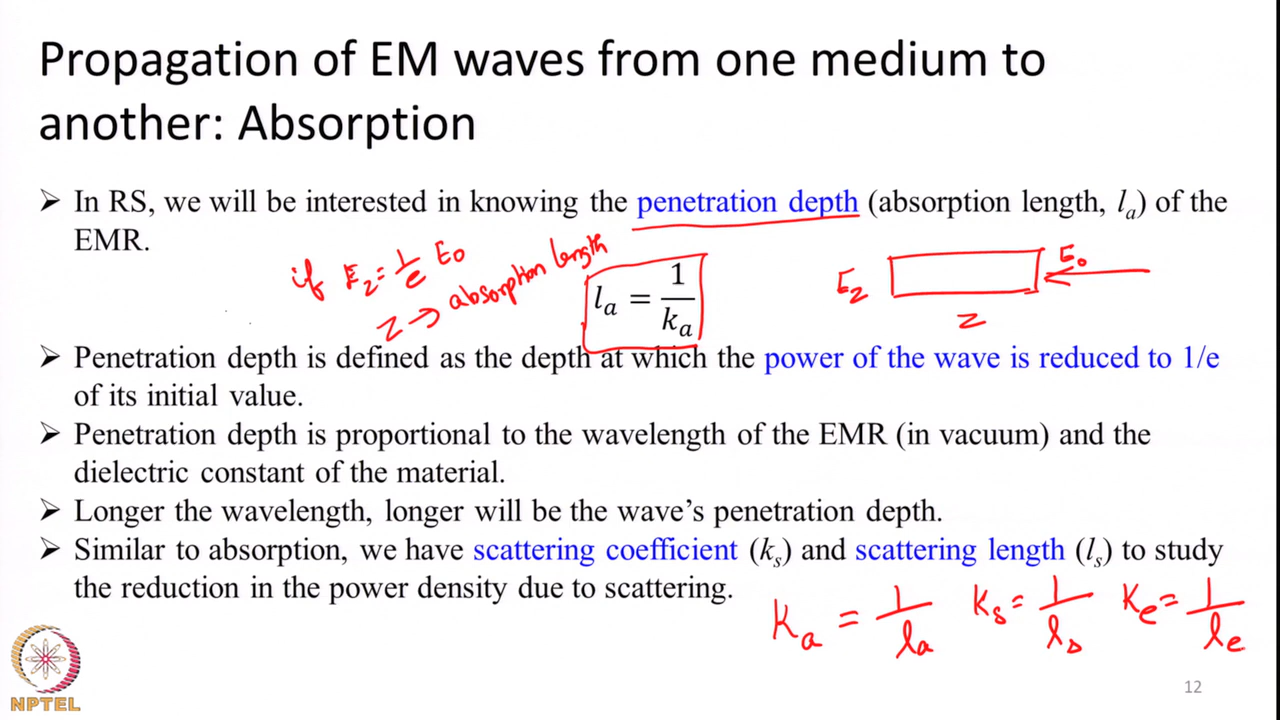 Propagation of EM waves from one medium to
another: Absorption
➢ In RS, we will be interested in knowing the penetration depth (absorption length, lₐ) of the
EMR.
if E_z = 1/e E₀
z → absorption length
lₐ = 1/kₐ
E_z
E₀
z
➢ Penetration depth is defined as the depth at which the power of the wave is reduced to 1/e
of its initial value.
➢ Penetration depth is proportional to the wavelength of the EMR (in vacuum) and the
dielectric constant of the material.
➢ Longer the wavelength, longer will be the wave’s penetration depth.
➢ Similar to absorption, we have scattering coefficient (kₛ) and scattering length (lₛ) to study
the reduction in the power density due to scattering.
Kₐ = 1/lₐ Kₛ = 1/lₛ Kₑ = 1/lₑ
NPTEL
12